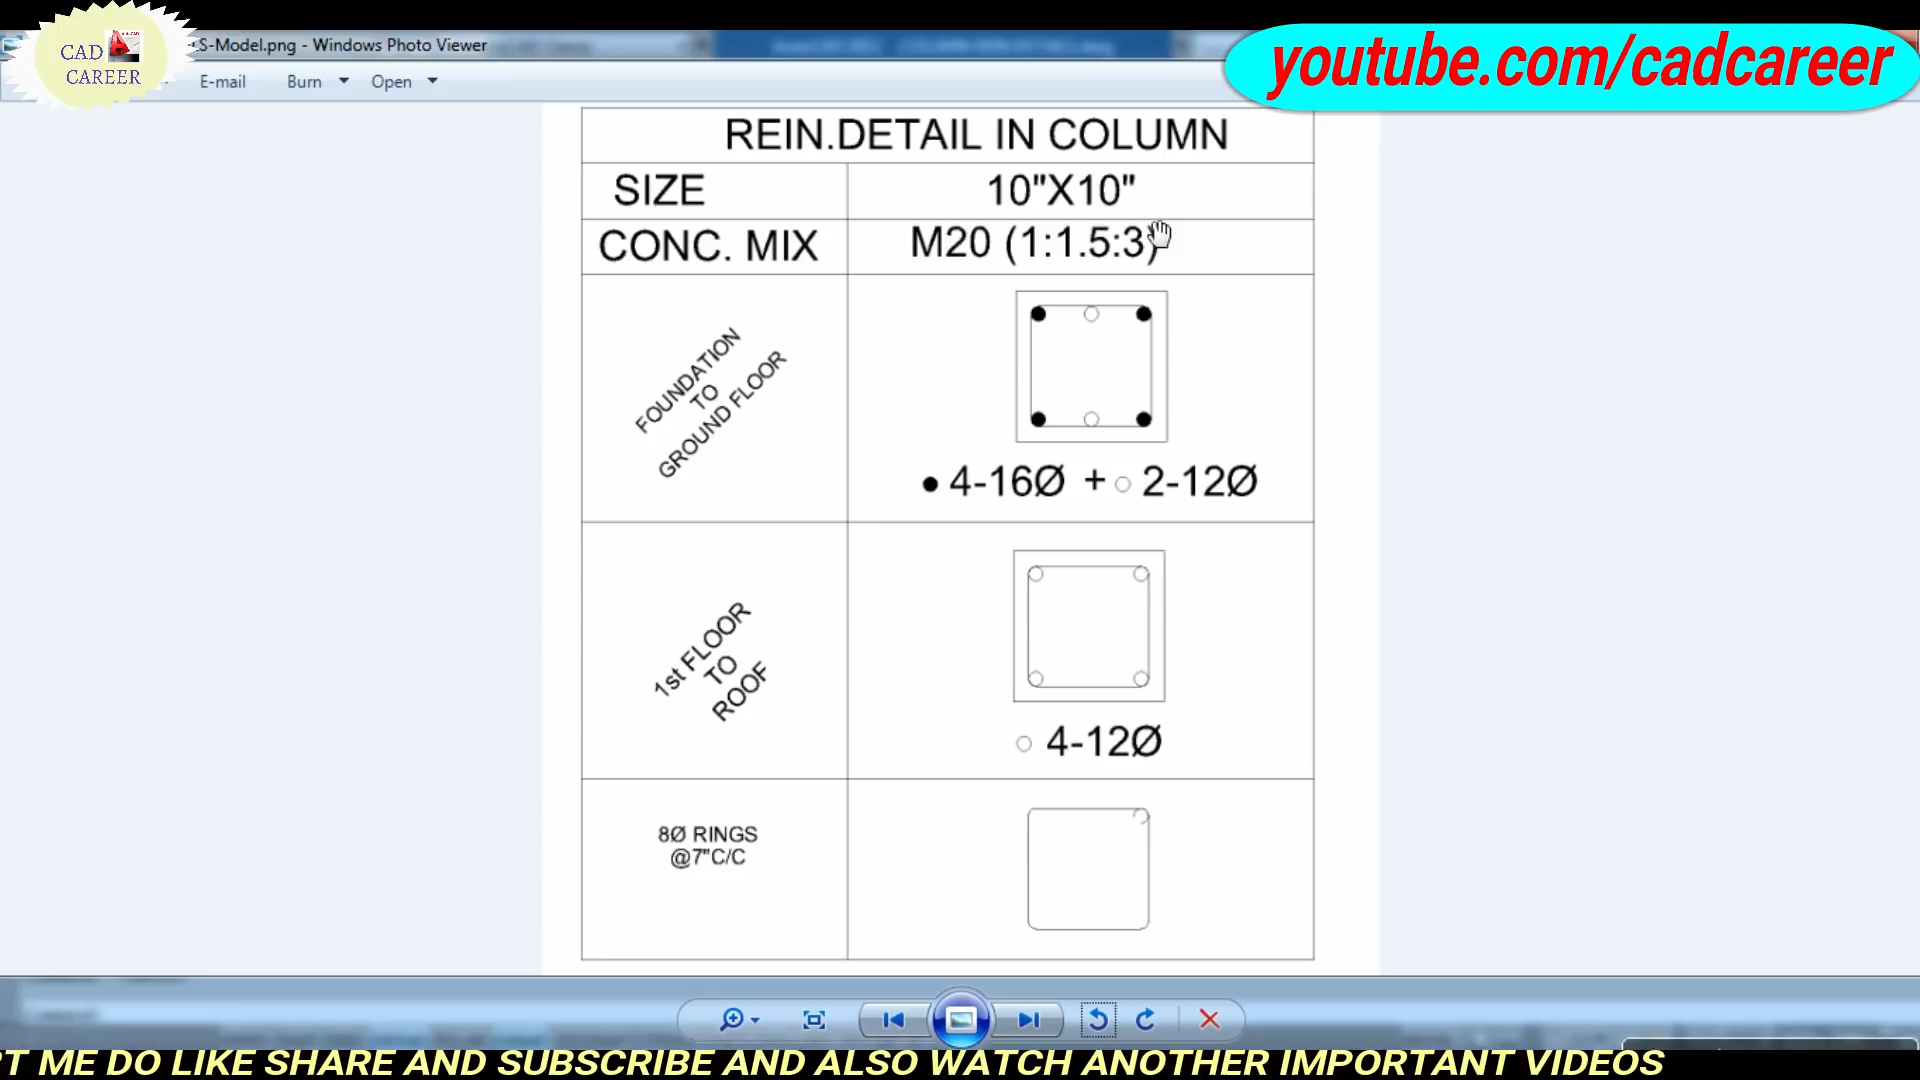 CAD
CAREER
S-Model.png - Windows Photo Viewer
youtube.com/cadcareer
E-mail Burn Open
REIN.DETAIL IN COLUMN
SIZE 10"X10"
CONC. MIX M20 (1:1.5:3)
FOUNDATION
TO
GROUND FLOOR
4-16Ø + 2-12Ø
1st FLOOR
TO
ROOF
4-12Ø
8Ø RINGS
@7"C/C
T ME DO LIKE SHARE AND SUBSCRIBE AND ALSO WATCH ANOTHER IMPORTANT VIDEOS